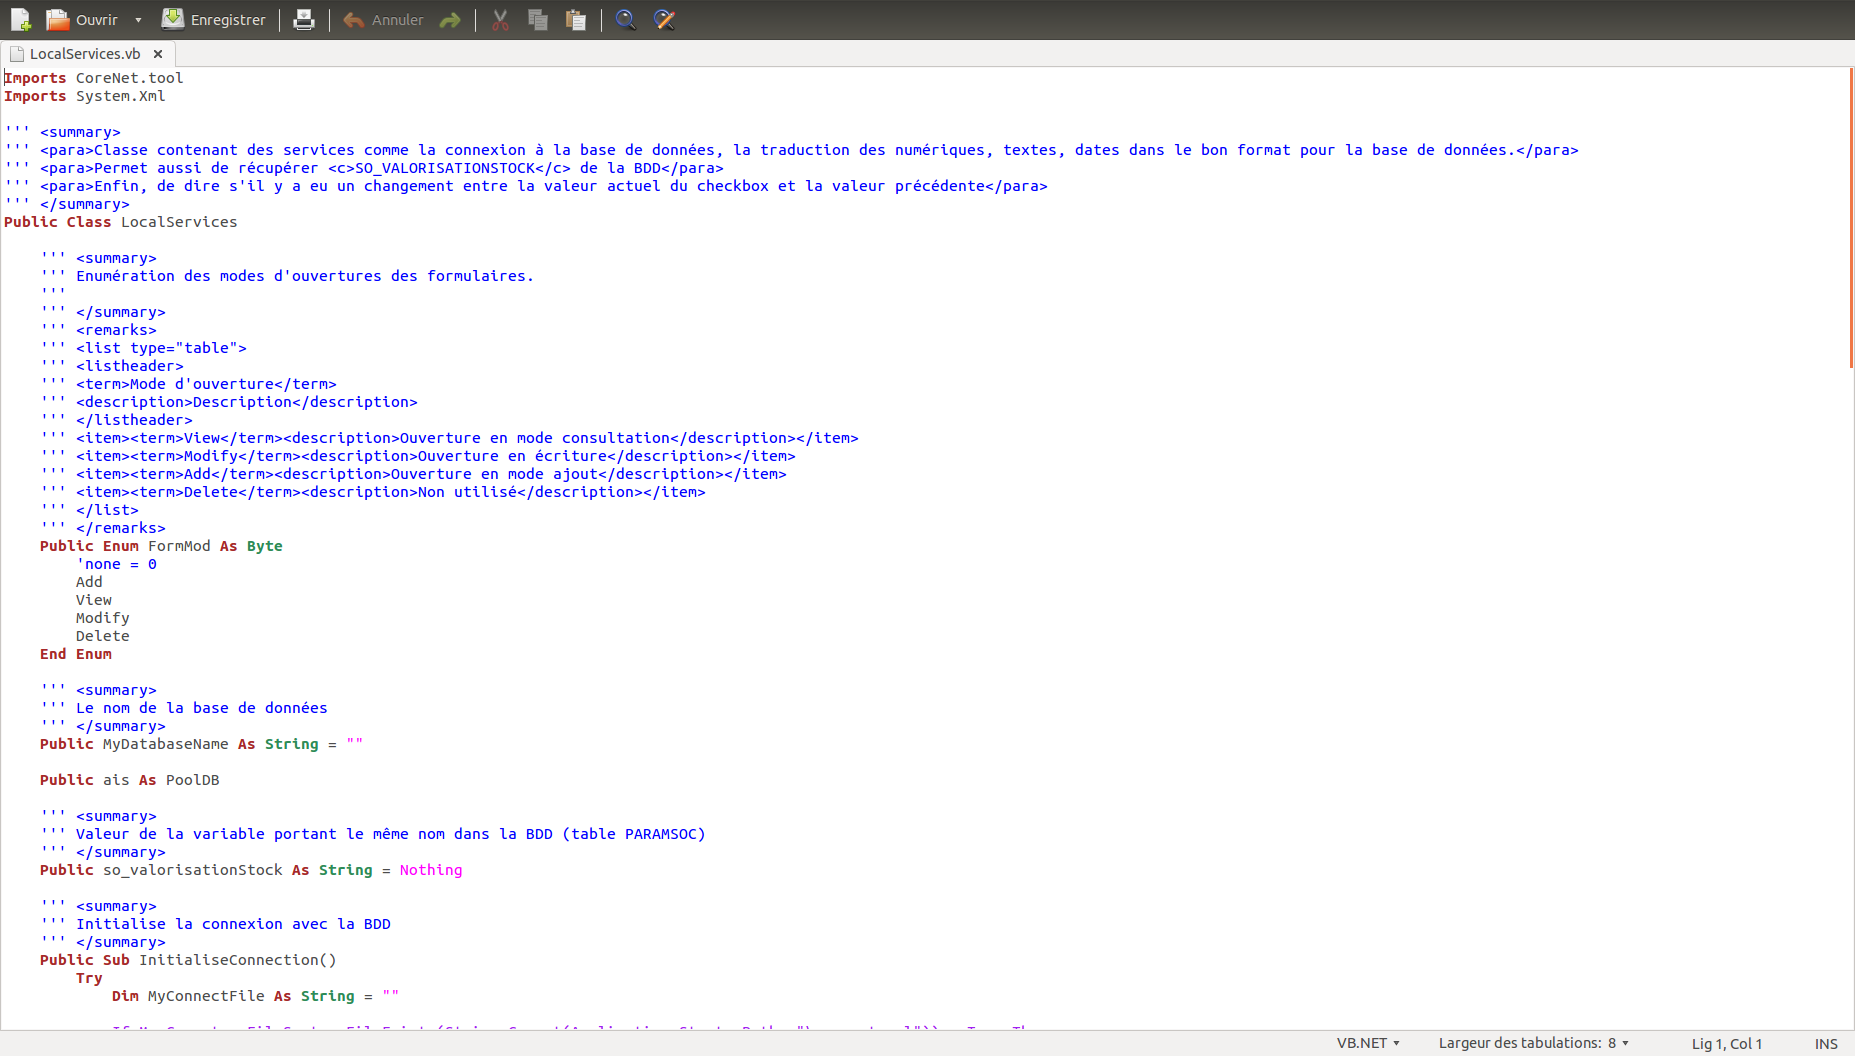 Ouvrir Enregistrer Annuler
LocalServices.vb
Imports CoreNet.tool
Imports System.Xml
''' <summary>
''' <para>Classe contenant des services comme la connexion à la base de données, la traduction des numériques, textes, dates dans le bon format pour la base de données.</para>
''' <para>Permet aussi de récupérer <c>SO_VALORISATIONSTOCK</c> de la BDD</para>
''' <para>Enfin, de dire s'il y a eu un changement entre la valeur actuel du checkbox et la valeur précédente</para>
''' </summary>
Public Class LocalServices
''' <summary>
''' Enumération des modes d'ouvertures des formulaires.
'''
''' </summary>
''' <remarks>
''' <list type="table">
''' <listheader>
''' <term>Mode d'ouverture</term>
''' <description>Description</description>
''' </listheader>
''' <item><term>View</term><description>Ouverture en mode consultation</description></item>
''' <item><term>Modify</term><description>Ouverture en écriture</description></item>
''' <item><term>Add</term><description>Ouverture en mode ajout</description></item>
''' <item><term>Delete</term><description>Non utilisé</description></item>
''' </list>
''' </remarks>
Public Enum FormMod As Byte
'none = 0
Add
View
Modify
Delete
End Enum
''' <summary>
''' Le nom de la base de données
''' </summary>
Public MyDatabaseName As String = ""
Public ais As PoolDB
''' <summary>
''' Valeur de la variable portant le même nom dans la BDD (table PARAMSOC)
''' </summary>
Public so_valorisationStock As String = Nothing
''' <summary>
''' Initialise la connexion avec la BDD
''' </summary>
Public Sub InitialiseConnection()
Try
Dim MyConnectFile As String = ""
VB.NET Largeur des tabulations: 8 Lig 1, Col 1 INS